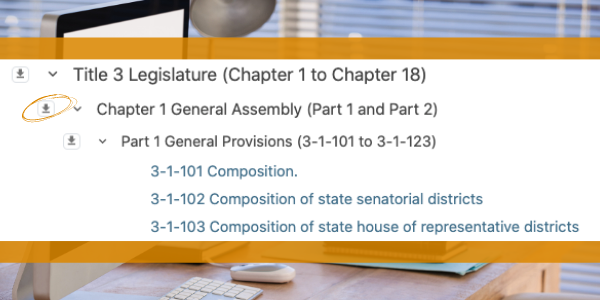 Title 3 Legislature (Chapter 1 to Chapter 18)
Chapter 1 General Assembly (Part 1 and Part 2)
Part 1 General Provisions (3-1-101 to 3-1-123)
3-1-101 Composition.
3-1-102 Composition of state senatorial districts
3-1-103 Composition of state house of representative districts